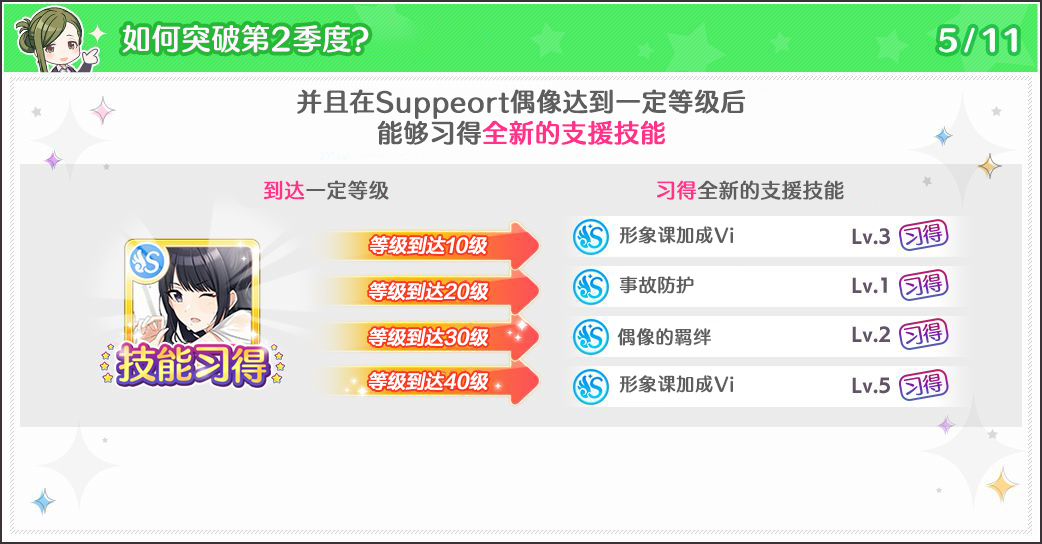 如何突破第2季度?
5/11
并且在Suppeort偶像达到一定等级后
能够习得全新的支援技能
到达一定等级
习得全新的支援技能
S
技能习得
等级到达10级
S 形象课加成Vi Lv.3 习得
等级到达20级
S 事故防护 Lv.1 习得
等级到达30级
S 偶像的羁绊 Lv.2 习得
等级到达40级
S 形象课加成Vi Lv.5 习得